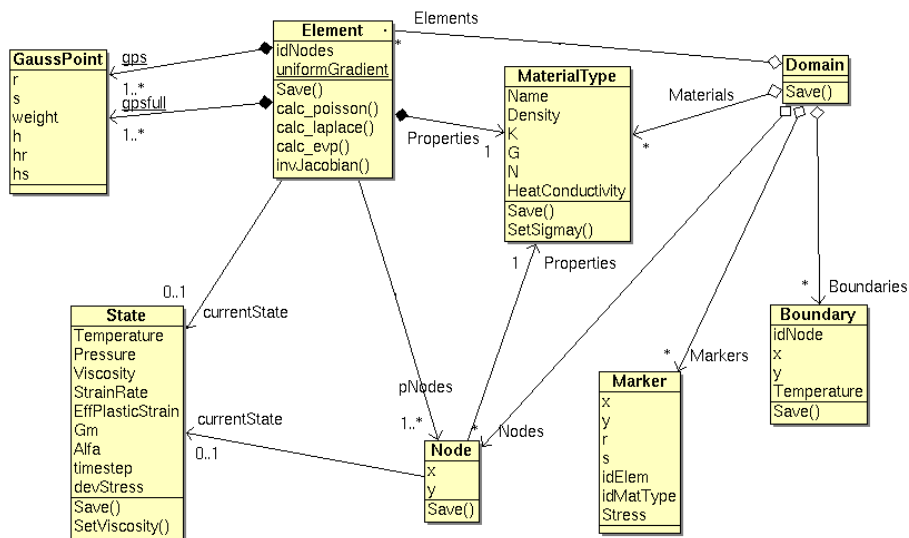 Element
idNodes
uniformGradient
Save()
calc_poisson()
calc_laplace()
calc_evp()
invJacobian()
Elements
*
Domain
Save()
GaussPoint
r
s
weight
h
hr
hs
gps
1..*
gpsfull
1..*
MaterialType
Name
Density
K
G
N
HeatConductivity
Save()
SetSigmay()
Properties
1
Materials
*
1
Properties
0..1
currentState
State
Temperature
Pressure
Viscosity
StrainRate
EffPlasticStrain
Gm
Alfa
timestep
devStress
Save()
SetViscosity()
currentState
0..1
pNodes
1..*
*
Nodes
Node
x
y
Save()
*
Markers
Marker
x
y
r
s
idElem
idMatType
Stress
*
Boundaries
Boundary
idNode
x
y
Temperature
Save()